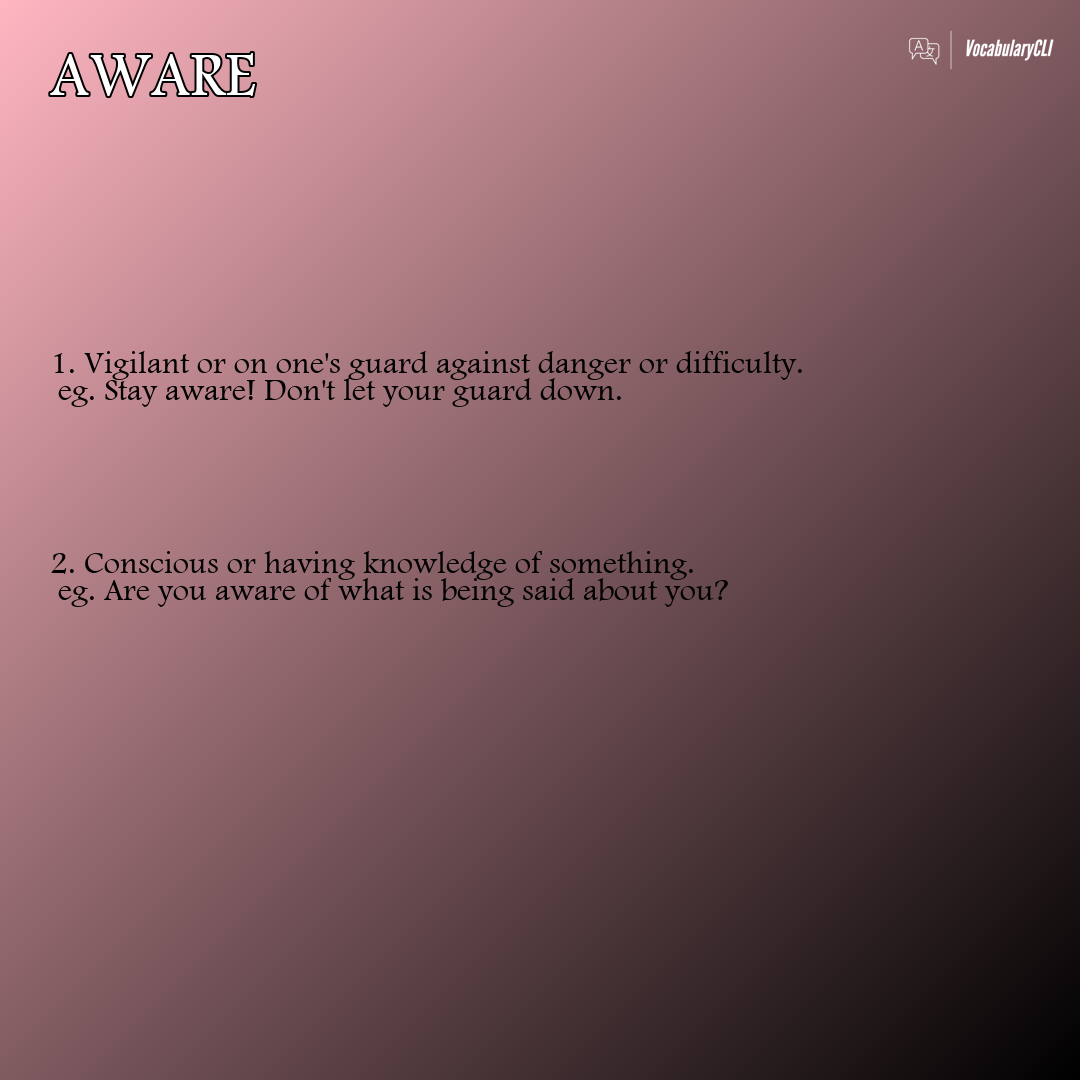 AWARE
VocabularyCLI
1. Vigilant or on one's guard against danger or difficulty.
eg. Stay aware! Don't let your guard down.
2. Conscious or having knowledge of something.
eg. Are you aware of what is being said about you?